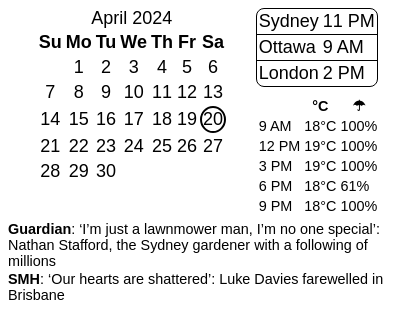 April 2024
Su Mo Tu We Th Fr Sa
1 2 3 4 5 6
7 8 9 10 11 12 13
14 15 16 17 18 19 20
21 22 23 24 25 26 27
28 29 30
Sydney 11 PM
Ottawa 9 AM
London 2 PM
°C ☂
9 AM 18°C 100%
12 PM 19°C 100%
3 PM 19°C 100%
6 PM 18°C 61%
9 PM 18°C 100%
Guardian: ‘I’m just a lawnmower man, I’m no one special’:
Nathan Stafford, the Sydney gardener with a following of
millions
SMH: ‘Our hearts are shattered’: Luke Davies farewelled in
Brisbane